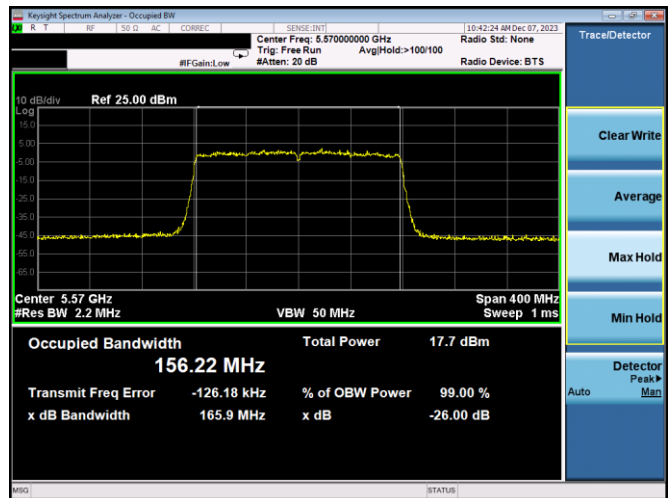 Keysight Spectrum Analyzer - Occupied BW
R T RF 50 Ω AC CORREC SENSE:INT 10:42:24 AM Dec 07, 2023
Center Freq: 5.570000000 GHz Radio Std: None
Trig: Free Run Avg|Hold:>100/100
#IFGain:Low #Atten: 20 dB Radio Device: BTS
Trace/Detector
10 dB/div Ref 25.00 dBm
Log
15.0
5.00
-5.00
-15.0
-25.0
-35.0
-45.0
-55.0
-65.0
Center 5.57 GHz Span 400 MHz
#Res BW 2.2 MHz VBW 50 MHz Sweep 1 ms
Occupied Bandwidth Total Power 17.7 dBm
156.22 MHz
Transmit Freq Error -126.18 kHz % of OBW Power 99.00 %
x dB Bandwidth 165.9 MHz x dB -26.00 dB
Clear Write
Average
Max Hold
Min Hold
Detector
Peak▶
Auto Man
MSG STATUS